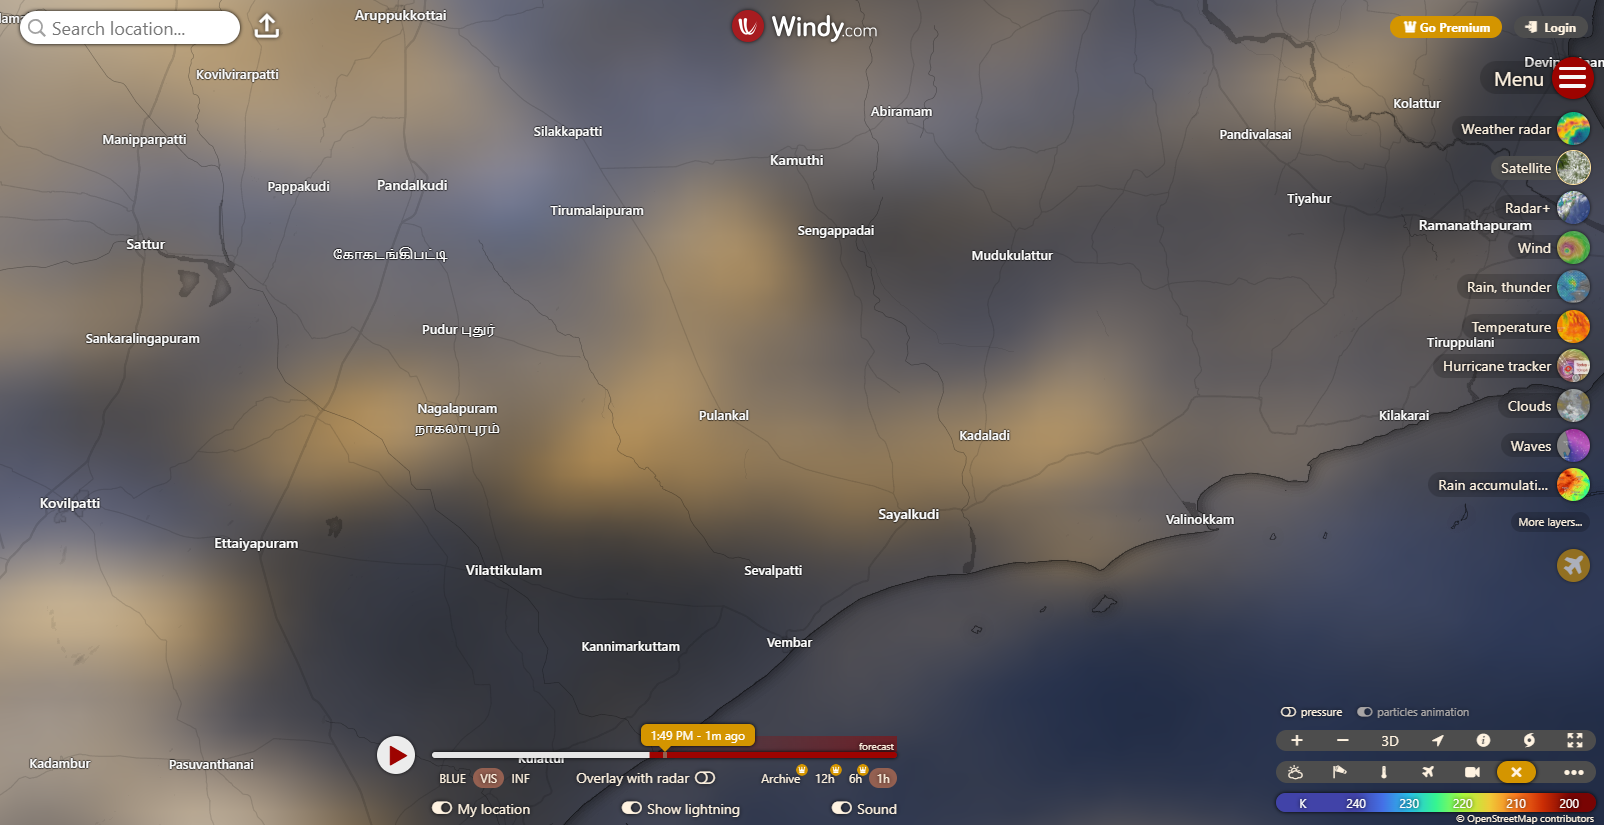 Search location...
Aruppukkottai
Windy.com
Go Premium
Login
Menu
Kovilvirarpatti
Kolattur
Abiramam
Weather radar
Silakkapatti
Pandivalasai
Manipparpatti
Kamuthi
Satellite
Pappakudi
Pandalkudi
Tiyahur
Tirumalaipuram
Radar+
Ramanathapuram
Sengappadai
Sattur
Wind
கோகடங்கிபட்டி
Mudukulattur
Rain, thunder
Pudur புதுர்
Temperature
Sankaralingapuram
Tiruppulani
Hurricane tracker
Nagalapuram
நாகலாபுரம்
Clouds
Pulankal
Kilakarai
Kadaladi
Waves
Rain accumulati...
Kovilpatti
Sayalkudi
Valinokkam
More layers...
Ettaiyapuram
Vilattikulam
Sevalpatti
Kannimarkuttam
Vembar
pressure
particles animation
1:49 PM - 1m ago
3D
forecast
Kulattur
Kadambur
Pasuvanthanai
BLUE VIS INF
Overlay with radar
Archive 12h 6h 1h
My location
Show lightning
Sound
K 240 230 220 210 200
© OpenStreetMap contributors